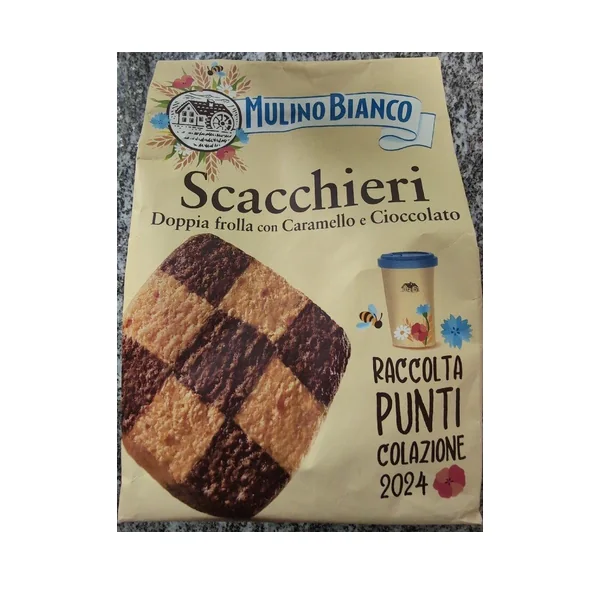 MULINO BIANCO
Scacchieri
Doppia frolla con Caramello e Cioccolato
RACCOLTA
PUNTI
COLAZIONE
2024